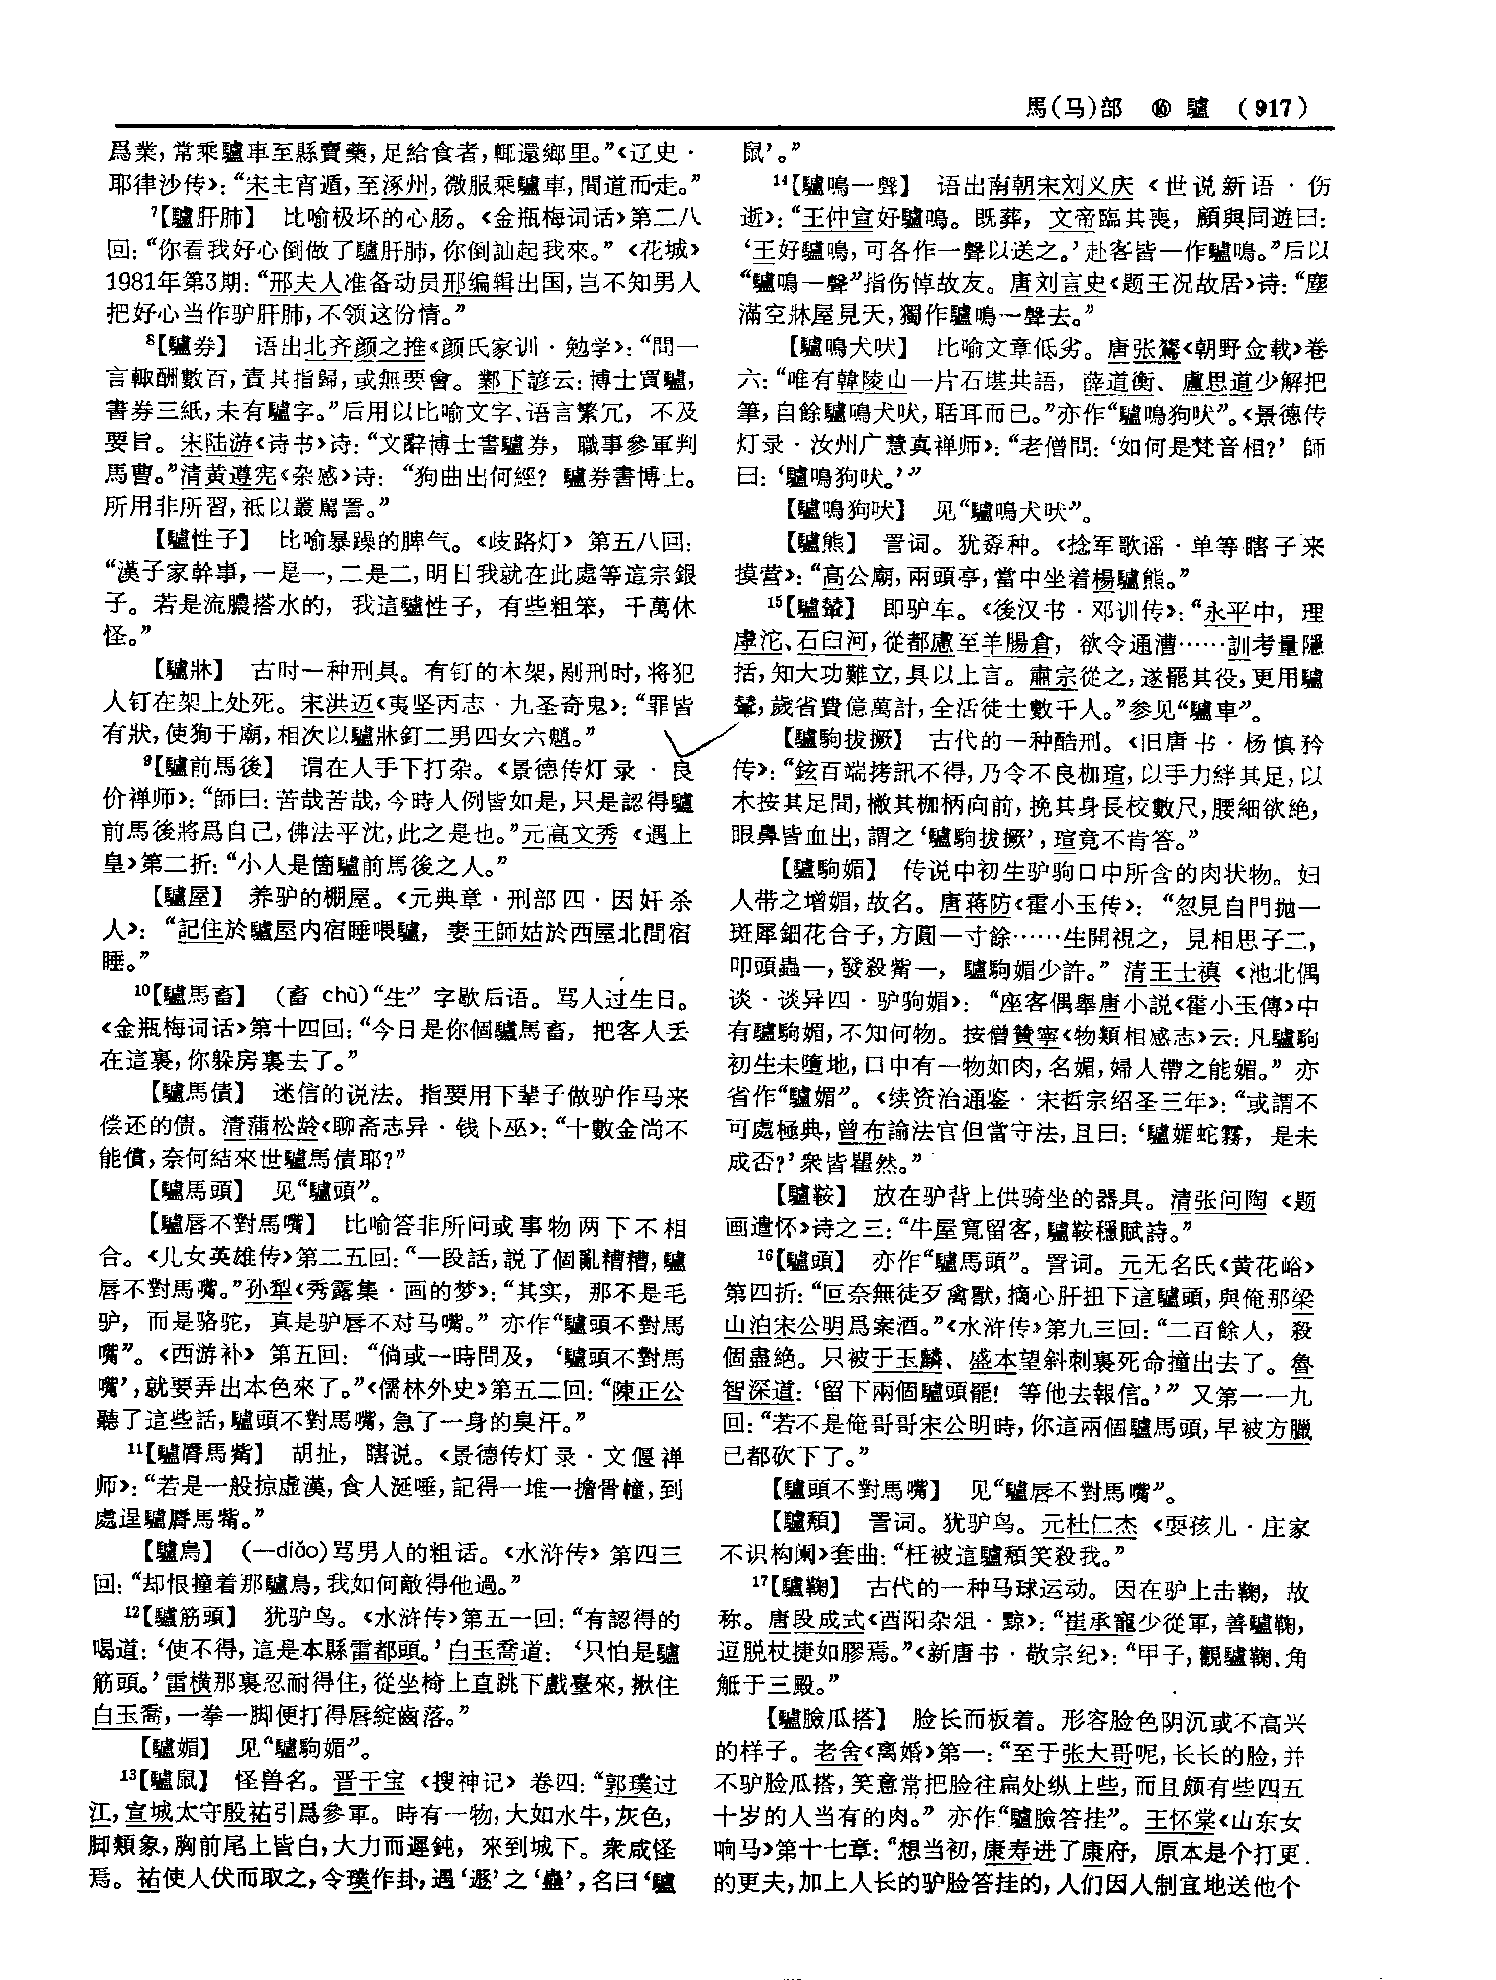 馬(马)部 ⑯ 驢 (917)
爲業，常乘驢車至縣賣藥，足給食者，輒還鄉里。”《辽史·
耶律沙传》：“宋主宵遁，至涿州，微服乘驢車，間道而走。”
⁷【驢肝肺】 比喻极坏的心肠。《金瓶梅词话》第二八
回：“你看我好心倒做了驢肝肺，你倒訕起我來。”《花城》
1981年第3期：“邢夫人准备动员邢编辑出国，岂不知男人
把好心当作驴肝肺，不领这份情。”
⁸【驢券】 语出北齐颜之推《颜氏家训·勉学》：“問一
言輒酬數百，責其指歸，或無要會。鄴下諺云：博士買驢，
書券三紙，未有驢字。”后用以比喻文字、语言繁冗，不及
要旨。宋陆游《诗书》诗：“文辭博士書驢券，職事參軍判
馬曹。”清黄遵宪《杂感》诗：“狗曲出何經？驢券書博士。
所用非所習，祗以叢罵詈。”
【驢性子】 比喻暴躁的脾气。《歧路灯》第五八回：
“漢子家幹事，一是一，二是二，明日我就在此處等這宗銀
子。若是流膿搭水的，我這驢性子，有些粗笨，千萬休
怪。”
【驢牀】 古时一种刑具。有钉的木架，剐刑时，将犯
人钉在架上处死。宋洪迈《夷坚丙志·九圣奇鬼》：“罪皆
有狀，使狥于廟，相次以驢牀釘二男四女六魈。”
⁹【驢前馬後】 谓在人手下打杂。《景德传灯录·良
价禅师》：“師曰：苦哉苦哉，今時人例皆如是，只是認得驢
前馬後將爲自己，佛法平沈，此之是也。”元高文秀《遇上
皇》第二折：“小人是箇驢前馬後之人。”
【驢屋】 养驴的棚屋。《元典章·刑部四·因奸杀
人》：“記住於驢屋内宿睡喂驢，妻王師姑於西屋北間宿
睡。”
¹⁰【驢馬畜】 (畜 chù)“生”字歇后语。骂人过生日。
《金瓶梅词话》第十四回：“今日是你個驢馬畜，把客人丢
在這裏，你躲房裏去了。”
【驢馬債】 迷信的说法。指要用下辈子做驴作马来
偿还的债。清蒲松龄《聊斋志异·钱卜巫》：“十數金尚不
能償，奈何結來世驢馬債耶？”
【驢馬頭】 见“驢頭”。
【驢唇不對馬嘴】 比喻答非所问或事物两下不相
合。《儿女英雄传》第二五回：“一段話，説了個亂糟糟，驢
唇不對馬嘴。”孙犁《秀露集·画的梦》：“其实，那不是毛
驴，而是骆驼，真是驴唇不对马嘴。”亦作“驢頭不對馬
嘴”。《西游补》第五回：“倘或一時問及，‘驢頭不對馬
嘴’，就要弄出本色來了。”《儒林外史》第五二回：“陳正公
聽了這些話，驢頭不對馬嘴，急了一身的臭汗。”
¹¹【驢脣馬觜】 胡扯，瞎说。《景德传灯录·文偃禅
师》：“若是一般掠虚漢，食人涎唾，記得一堆一擔骨董，到
處逞驢脣馬觜。”
【驢鳥】 (—diǎo)骂男人的粗话。《水浒传》第四三
回：“却恨撞着那驢鳥，我如何敵得他過。”
¹²【驢筋頭】 犹驴鸟。《水浒传》第五一回：“有認得的
喝道：‘使不得，這是本縣雷都頭。’白玉喬道：‘只怕是驢
筋頭。’雷横那裏忍耐得住，從坐椅上直跳下戲臺來，揪住
白玉喬，一拳一脚便打得唇綻齒落。”
【驢媚】 见“驢駒媚”。
¹³【驢鼠】 怪兽名。晋干宝《搜神记》卷四：“郭璞过
江，宣城太守殷祐引爲參軍。時有一物，大如水牛，灰色，
脚類象，胸前尾上皆白，大力而遲鈍，來到城下。衆咸怪
焉。祐使人伏而取之，令璞作卦，遇‘遯’之‘蠱’，名曰‘驢
鼠’。”
¹⁴【驢鳴一聲】 语出南朝宋刘义庆《世说新语·伤
逝》：“王仲宣好驢鳴。既葬，文帝臨其喪，顧與同遊曰：
‘王好驢鳴，可各作一聲以送之。’赴客皆一作驢鳴。”后以
“驢鳴一聲”指伤悼故友。唐刘言史《题王况故居》诗：“塵
滿空牀屋見天，獨作驢鳴一聲去。”
【驢鳴犬吠】 比喻文章低劣。唐张鷟《朝野佥载》卷
六：“唯有韓陵山一片石堪共語，薛道衡、盧思道少解把
筆，自餘驢鳴犬吠，聒耳而已。”亦作“驢鳴狗吠”。《景德传
灯录·汝州广慧真禅师》：“老僧問：‘如何是梵音相？’師
曰：‘驢鳴狗吠。’”
【驢鳴狗吠】 见“驢鳴犬吠”。
【驢熊】 詈词。犹孬种。《捻军歌谣·单等瞎子来
摸营》：“高公廟，兩頭亭，當中坐着楊驢熊。”
¹⁵【驢輦】 即驴车。《後汉书·邓训传》：“永平中，理
虖沱、石臼河，從都慮至羊腸倉，欲令通漕……訓考量隱
括，知大功難立，具以上言。肅宗從之，遂罷其役，更用驢
輦，歲省費億萬計，全活徒士數千人。”参见“驢車”。
【驢駒拔撅】 古代的一种酷刑。《旧唐书·杨慎矜
传》：“鉉百端拷訊不得，乃令不良枷瑄，以手力絆其足，以
木按其足間，撇其枷柄向前，挽其身長校數尺，腰細欲絶，
眼鼻皆血出，謂之‘驢駒拔撅’，瑄竟不肯答。”
【驢駒媚】 传说中初生驴驹口中所含的肉状物。妇
人带之增媚，故名。唐蒋防《霍小玉传》：“忽見自門抛一
斑犀鈿花合子，方圓一寸餘……生開視之，見相思子二，
叩頭蟲一，發殺觜一，驢駒媚少許。”清王士禛《池北偶
谈·谈异四·驴驹媚》：“座客偶舉唐小説《霍小玉傳》中
有驢駒媚，不知何物。按僧贊寧《物類相感志》云：凡驢駒
初生未墮地，口中有一物如肉，名媚，婦人帶之能媚。”亦
省作“驢媚”。《续资治通鉴·宋哲宗绍圣三年》：“或謂不
可處極典，曾布諭法官但當守法，且曰：‘驢媚蛇霧，是未
成否？’衆皆瞿然。”
【驢鞍】 放在驴背上供骑坐的器具。清张问陶《题
画遣怀》诗之三：“牛屋寬留客，驢鞍穩賦詩。”
¹⁶【驢頭】 亦作“驢馬頭”。詈词。元无名氏《黄花峪》
第四折：“叵奈無徒歹禽獸，摘心肝扭下這驢頭，與俺那梁
山泊宋公明爲案酒。”《水浒传》第九三回：“二百餘人，殺
個盡絶。只被于玉麟、盛本望斜刺裏死命撞出去了。魯
智深道：‘留下兩個驢頭罷！等他去報信。’”又第一一九
回：“若不是俺哥哥宋公明時，你這兩個驢馬頭，早被方臘
已都砍下了。”
【驢頭不對馬嘴】 见“驢唇不對馬嘴”。
【驢頹】 詈词。犹驴鸟。元杜仁杰《耍孩儿·庄家
不识构阑》套曲：“枉被這驢頹笑殺我。”
¹⁷【驢鞠】 古代的一种马球运动。因在驴上击鞠，故
称。唐段成式《酉阳杂俎·黥》：“崔承寵少從軍，善驢鞠，
逗脱杖捷如膠焉。”《新唐书·敬宗纪》：“甲子，觀驢鞠、角
觝于三殿。”
【驢臉瓜搭】 脸长而板着。形容脸色阴沉或不高兴
的样子。老舍《离婚》第一：“至于张大哥呢，长长的脸，并
不驴脸瓜搭，笑意常把脸往扁处纵上些，而且颇有些四五
十岁的人当有的肉。”亦作“驢臉答挂”。王怀棠《山东女
响马》第十七章：“想当初，康寿进了康府，原本是个打更
的更夫，加上人长的驴脸答挂的，人们因人制宜地送他个